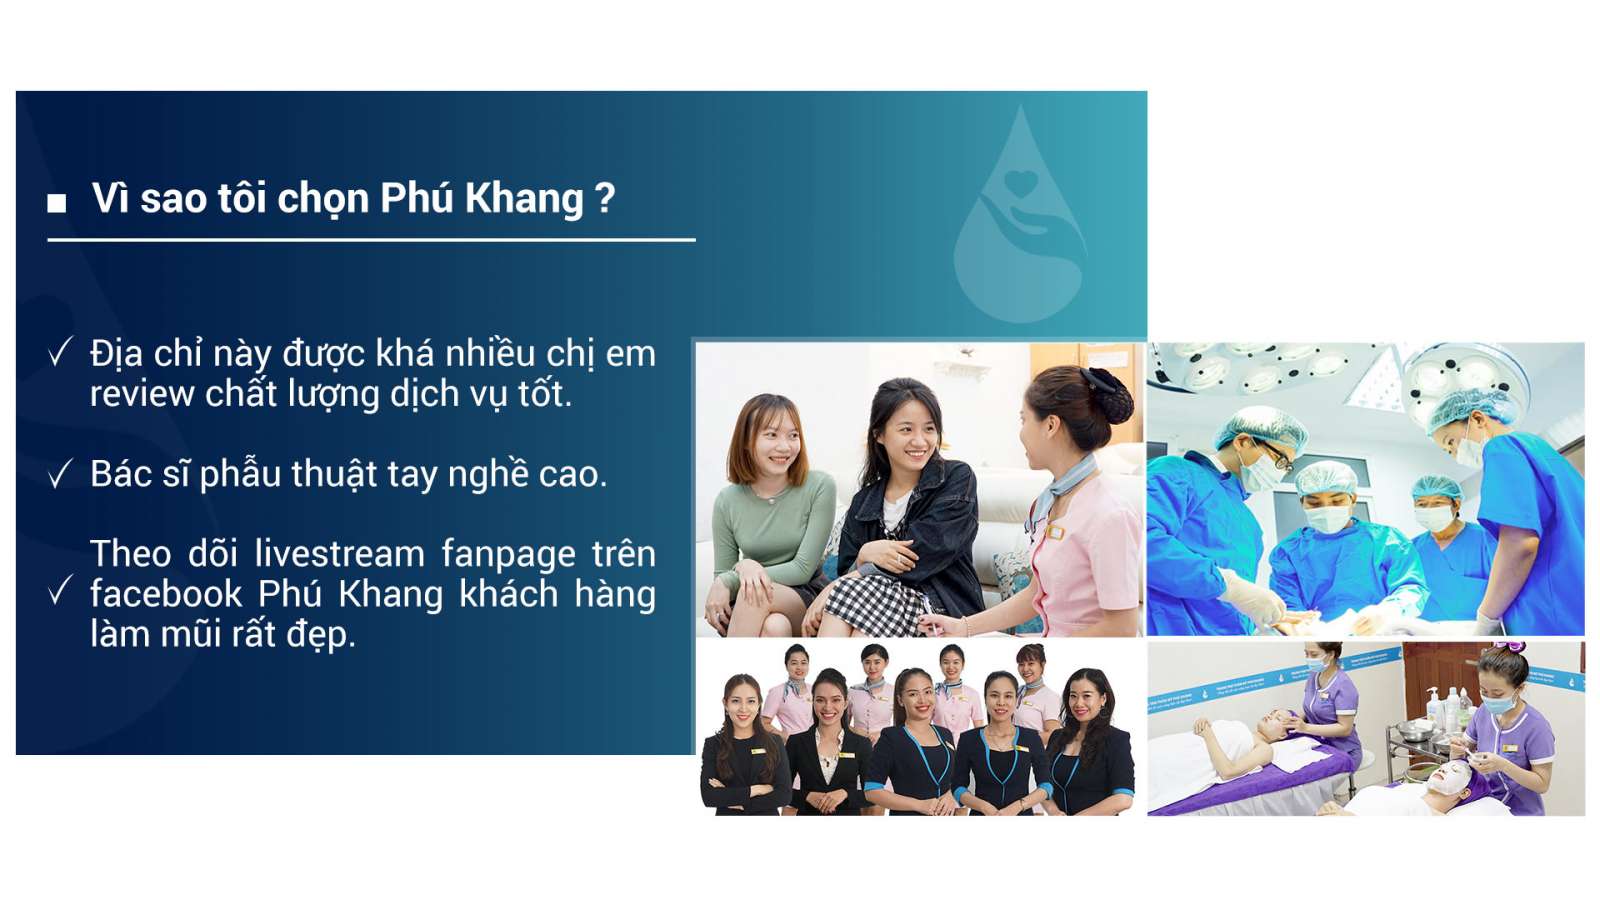 Vì sao tôi chọn Phú Khang ?
Địa chỉ này được khá nhiều chị em
review chất lượng dịch vụ tốt.
Bác sĩ phẫu thuật tay nghề cao.
Theo dõi livestream fanpage trên
facebook Phú Khang khách hàng
làm mũi rất đẹp.